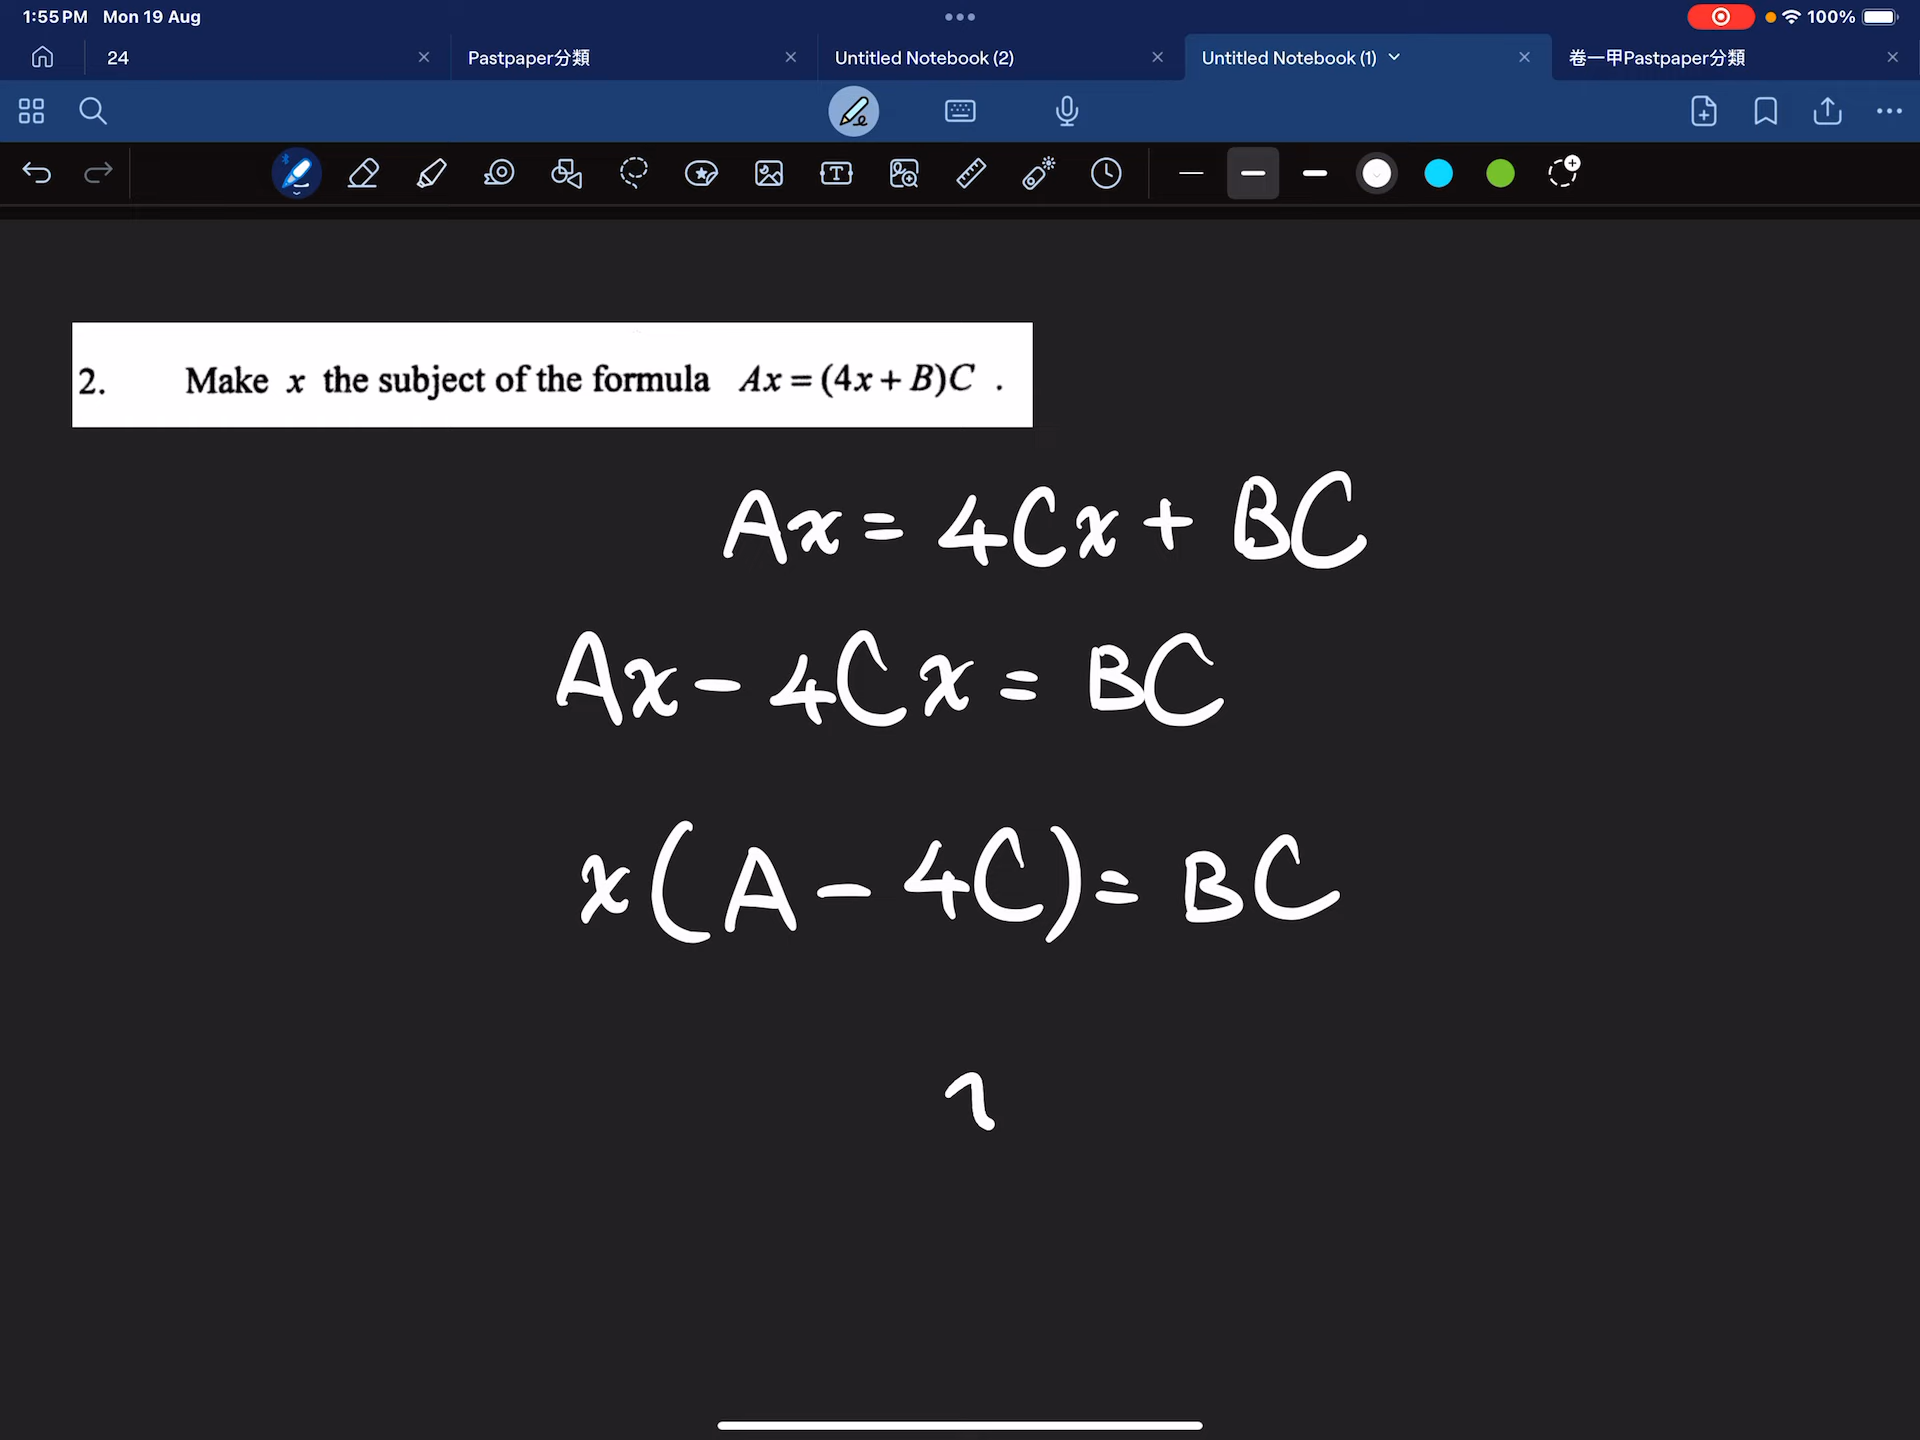 1:55 PM Mon 19 Aug 100%
24 Pastpaper分類 Untitled Notebook (2) Untitled Notebook (1) 卷一甲Pastpaper分類
2. Make x the subject of the formula Ax = (4x + B)C .
Ax = 4Cx + BC
Ax - 4Cx = BC
x(A - 4C) = BC